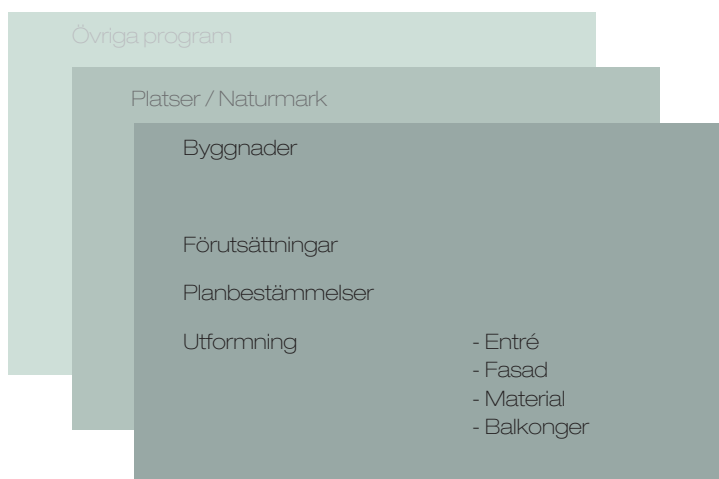 Övriga program
Platser / Naturmark
Byggnader
Förutsättningar
Planbestämmelser
Utformning - Entré
- Fasad
- Material
- Balkonger